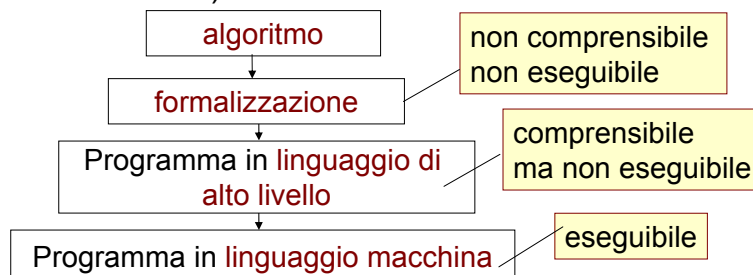 algoritmo
non comprensibile
non eseguibile
formalizzazione
comprensibile
ma non eseguibile
Programma in linguaggio di
alto livello
eseguibile
Programma in linguaggio macchina